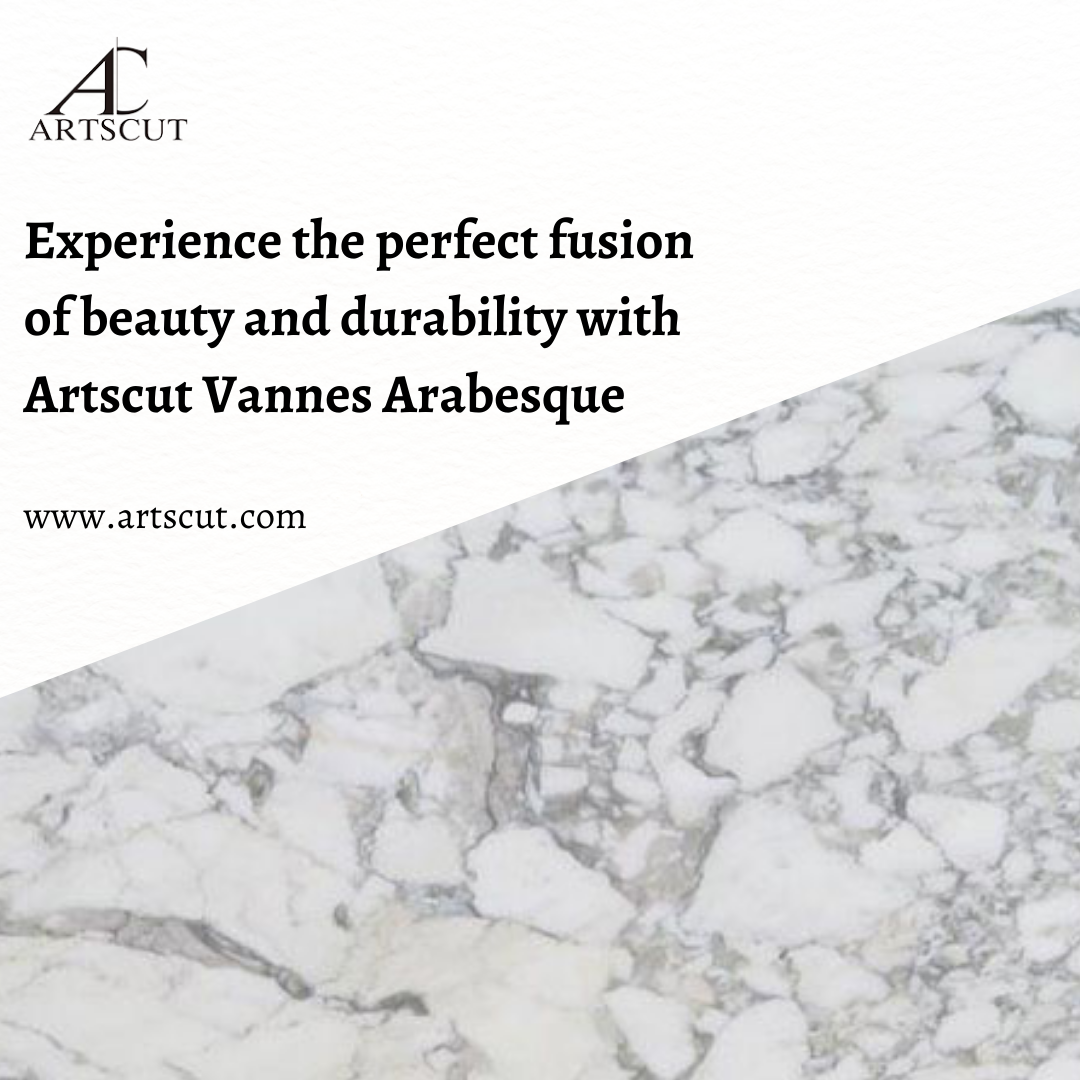 AC
ARTSCUT
Experience the perfect fusion
of beauty and durability with
Artscut Vannes Arabesque
www.artscut.com